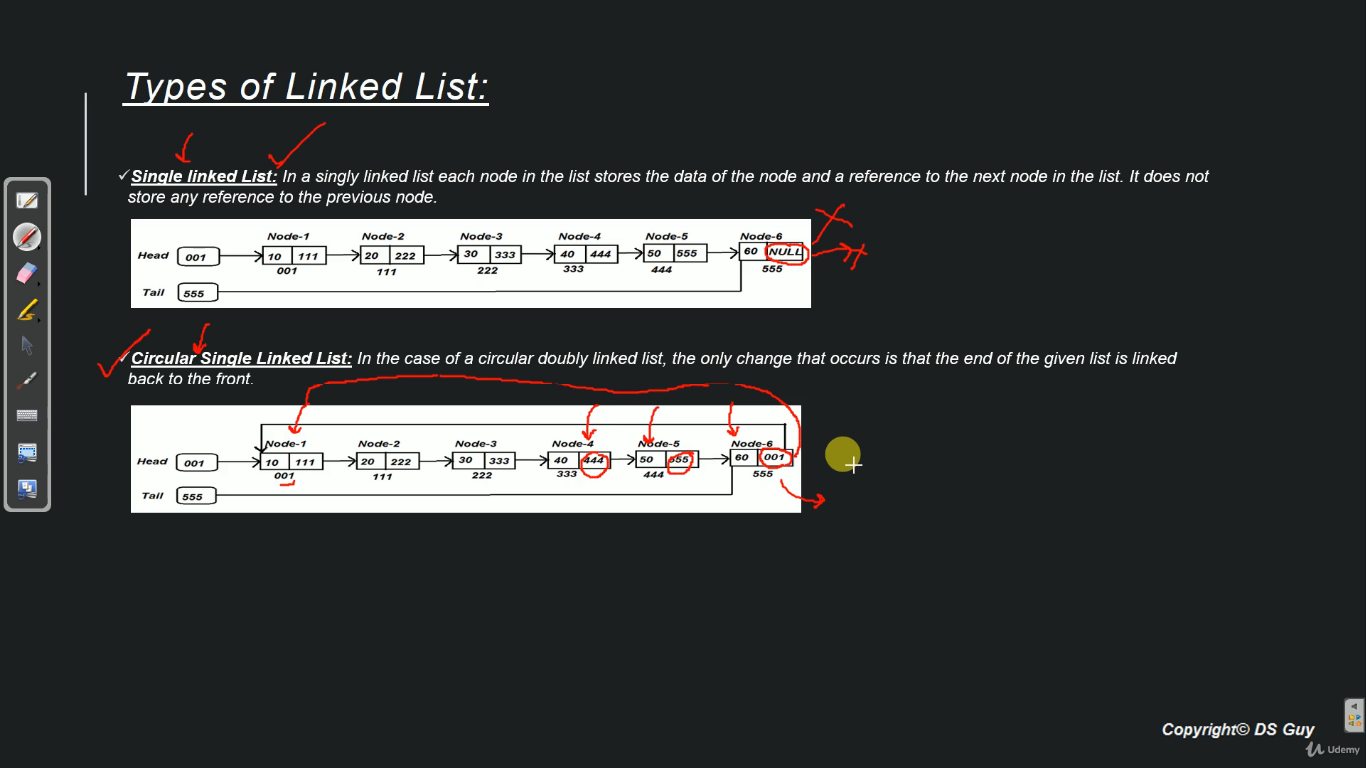 Types of Linked List:
Single linked List: In a singly linked list each node in the list stores the data of the node and a reference to the next node in the list. It does not
store any reference to the previous node.
Node-1 Node-2 Node-3 Node-4 Node-5 Node-6
Head 001 10 111 20 222 30 333 40 444 50 555 60 NULL
001 111 222 333 444 555
Tail 555
Circular Single Linked List: In the case of a circular doubly linked list, the only change that occurs is that the end of the given list is linked
back to the front.
Node-1 Node-2 Node-3 Node-4 Node-5 Node-6
Head 001 10 111 20 222 30 333 40 444 50 555 60 001
001 111 222 333 444 555
Tail 555
Copyright© DS Guy
Udemy